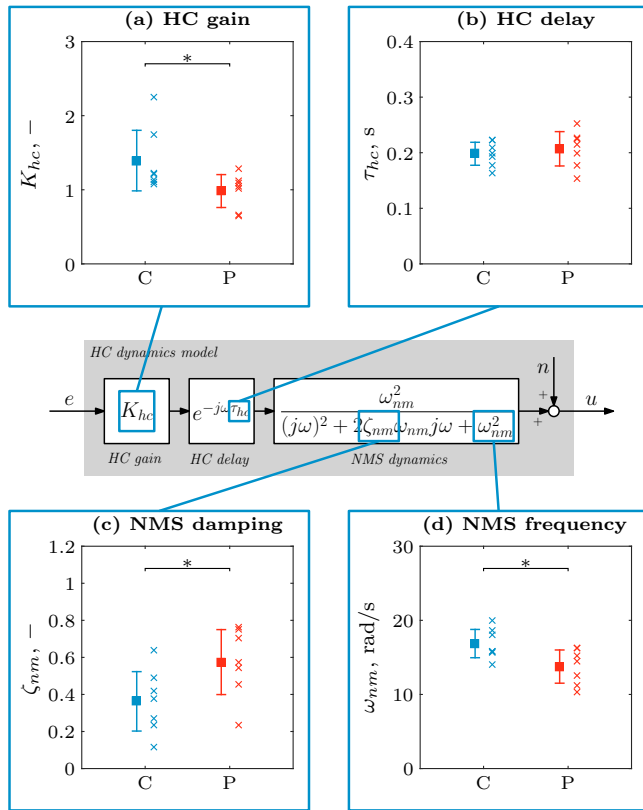 (a) HC gain
(b) HC delay
3
2
1
0
K_hc, −
*
C
P
0.4
0.3
0.2
0.1
0
τ_hc, s
C
P
HC dynamics model
e
K_hc
e^{−jωτ_hc}
ω_nm^2
(jω)^2 + 2ζ_nmω_nmjω + ω_nm^2
n
+
+
u
HC gain
HC delay
NMS dynamics
(c) NMS damping
(d) NMS frequency
1.2
1
0.8
0.6
0.4
0.2
0
ζ_nm, −
*
C
P
30
20
10
0
ω_nm, rad/s
*
C
P